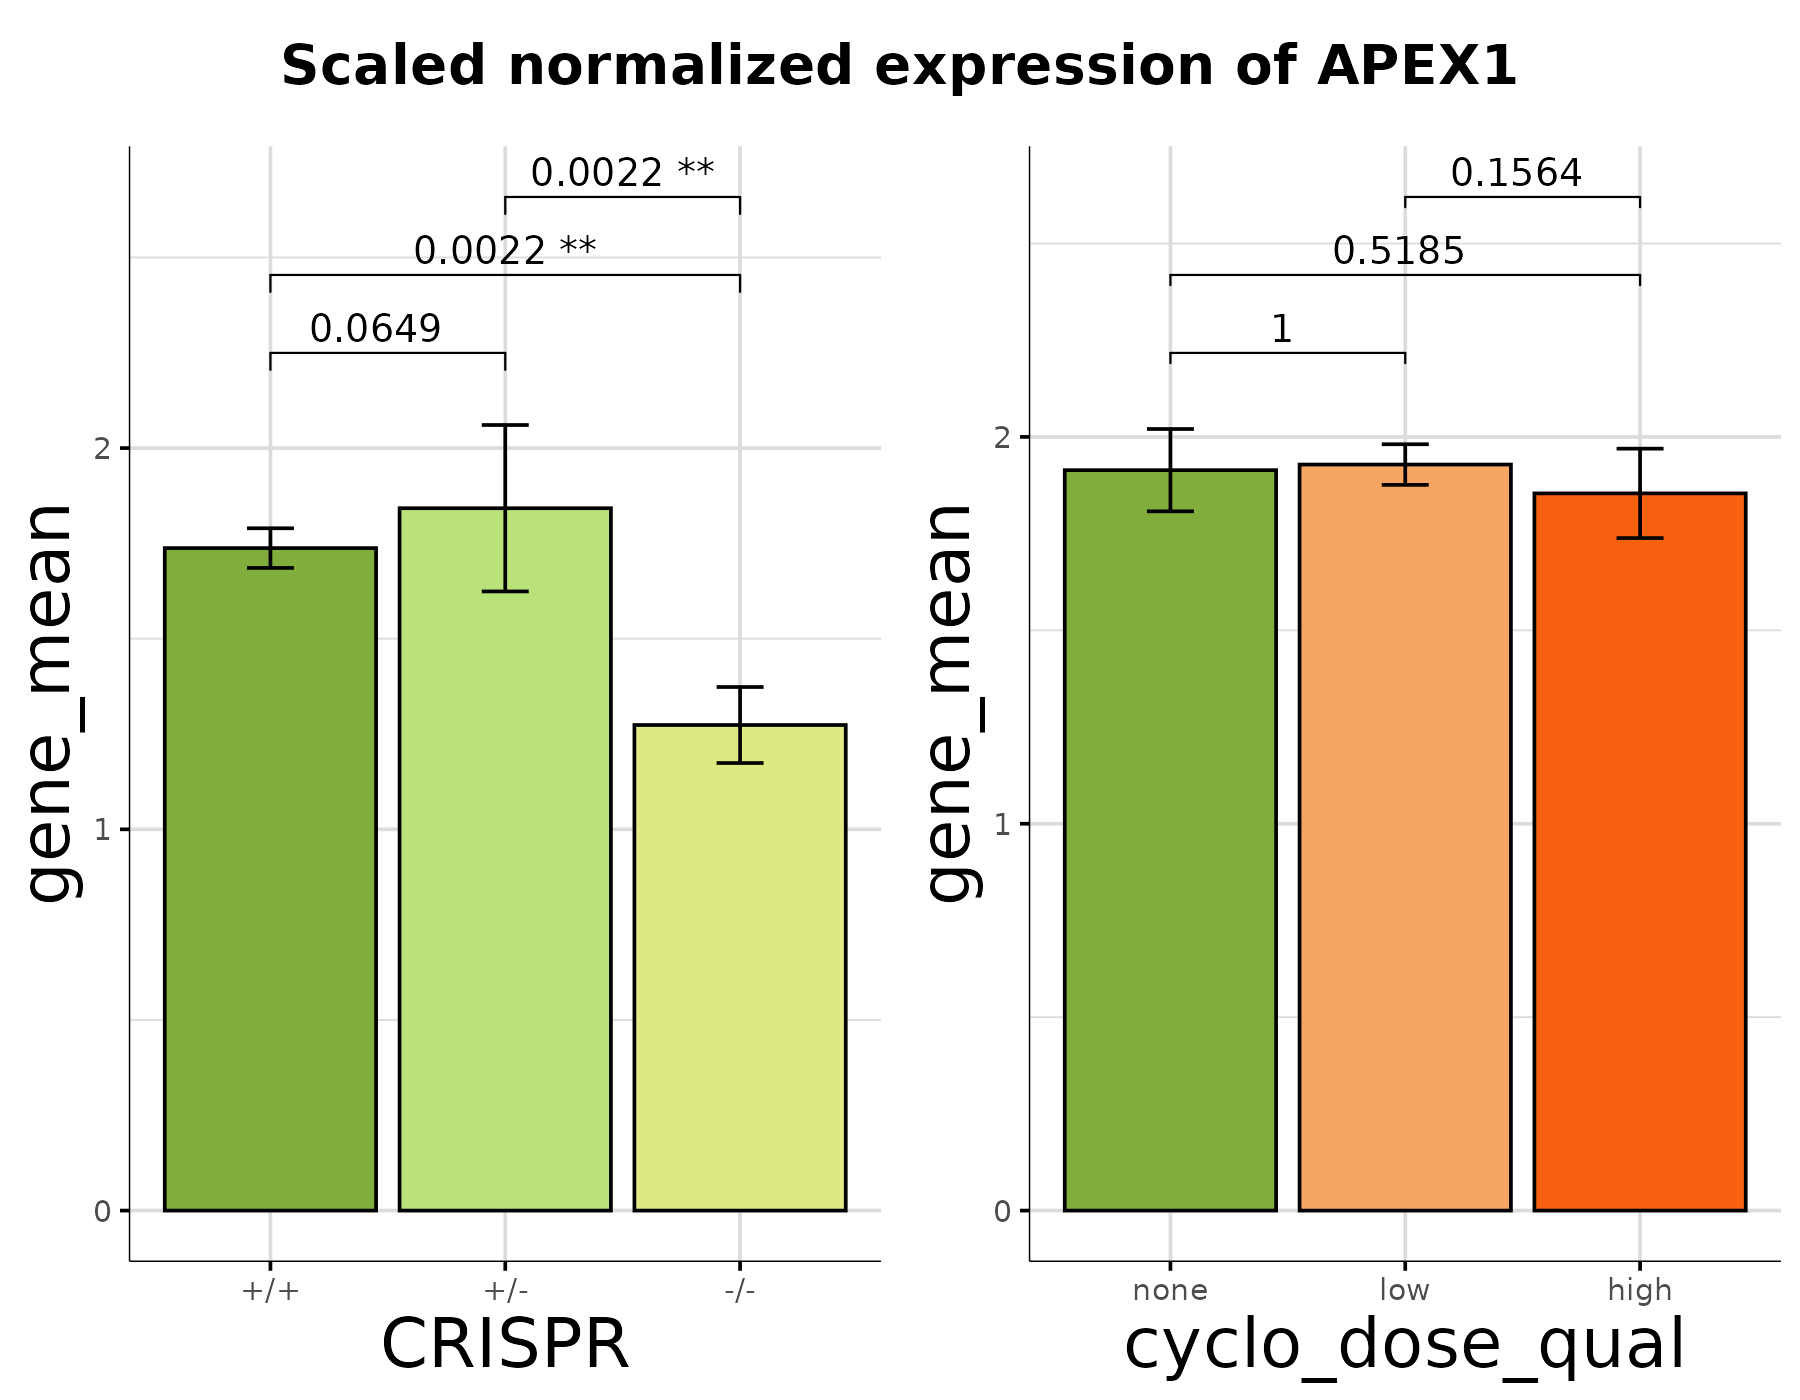 Scaled normalized expression of APEX1
gene_mean
0.0022 **
0.0022 **
0.0649
2
1
0
+/+ +/- -/-
CRISPR
gene_mean
0.1564
0.5185
1
2
1
0
none low high
cyclo_dose_qual